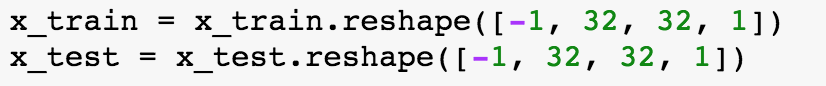 x_train = x_train.reshape([-1, 32, 32, 1])
x_test = x_test.reshape([-1, 32, 32, 1])